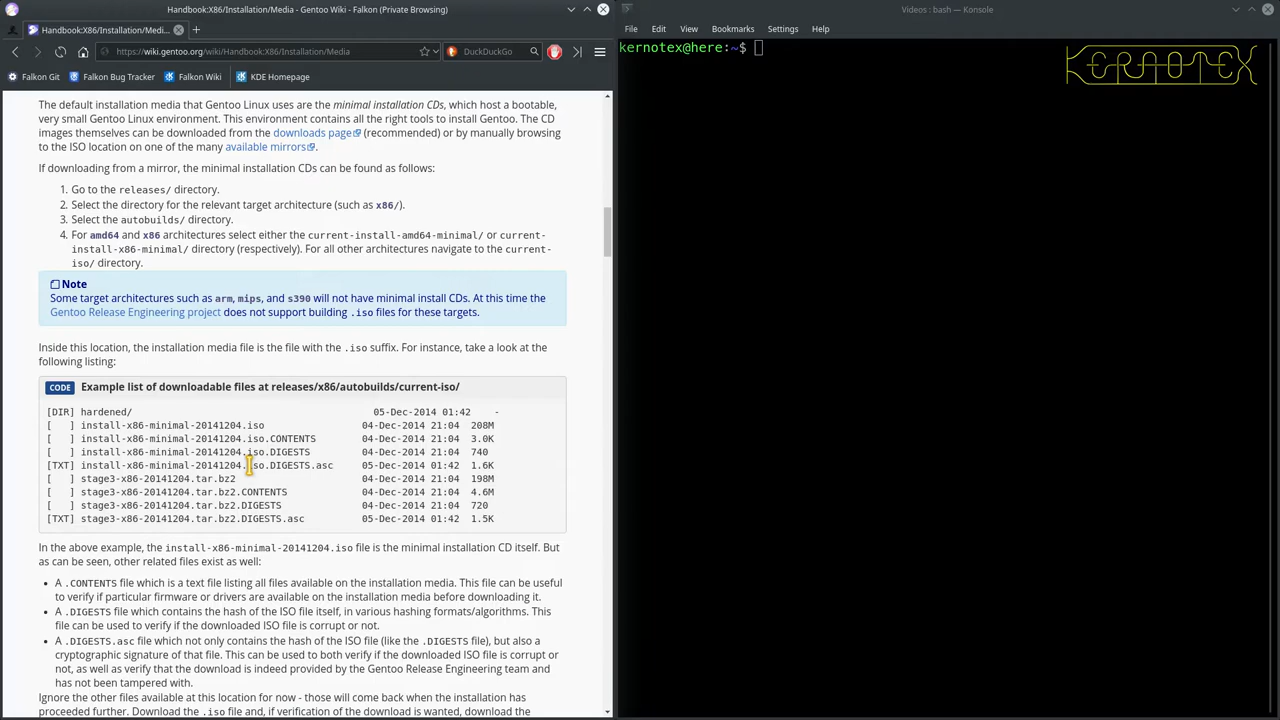 Handbook:X86/Installation/Media - Gentoo Wiki - Falkon (Private Browsing)
Handbook:X86/Installation/Medi...
https://wiki.gentoo.org/wiki/Handbook:X86/Installation/Media
DuckDuckGo
Falkon Git
Falkon Bug Tracker
Falkon Wiki
KDE Homepage
The default installation media that Gentoo Linux uses are the minimal installation CDs, which host a bootable,
very small Gentoo Linux environment. This environment contains all the right tools to install Gentoo. The CD
images themselves can be downloaded from the downloads page (recommended) or by manually browsing
to the ISO location on one of the many available mirrors.
If downloading from a mirror, the minimal installation CDs can be found as follows:
1. Go to the releases/ directory.
2. Select the directory for the relevant target architecture (such as x86/).
3. Select the autobuilds/ directory.
4. For amd64 and x86 architectures select either the current-install-amd64-minimal/ or current-
install-x86-minimal/ directory (respectively). For all other architectures navigate to the current-
iso/ directory.
Note
Some target architectures such as arm, mips, and s390 will not have minimal install CDs. At this time the
Gentoo Release Engineering project does not support building .iso files for these targets.
Inside this location, the installation media file is the file with the .iso suffix. For instance, take a look at the
following listing:
CODE Example list of downloadable files at releases/x86/autobuilds/current-iso/
[DIR] hardened/ 05-Dec-2014 01:42 -
[ ] install-x86-minimal-20141204.iso 04-Dec-2014 21:04 208M
[ ] install-x86-minimal-20141204.iso.CONTENTS 04-Dec-2014 21:04 3.0K
[ ] install-x86-minimal-20141204.iso.DIGESTS 04-Dec-2014 21:04 740
[TXT] install-x86-minimal-20141204.iso.DIGESTS.asc 05-Dec-2014 01:42 1.6K
[ ] stage3-x86-20141204.tar.bz2 04-Dec-2014 21:04 198M
[ ] stage3-x86-20141204.tar.bz2.CONTENTS 04-Dec-2014 21:04 4.6M
[ ] stage3-x86-20141204.tar.bz2.DIGESTS 04-Dec-2014 21:04 720
[TXT] stage3-x86-20141204.tar.bz2.DIGESTS.asc 05-Dec-2014 01:42 1.5K
In the above example, the install-x86-minimal-20141204.iso file is the minimal installation CD itself. But
as can be seen, other related files exist as well:
• A .CONTENTS file which is a text file listing all files available on the installation media. This file can be useful
to verify if particular firmware or drivers are available on the installation media before downloading it.
• A .DIGESTS file which contains the hash of the ISO file itself, in various hashing formats/algorithms. This
file can be used to verify if the downloaded ISO file is corrupt or not.
• A .DIGESTS.asc file which not only contains the hash of the ISO file (like the .DIGESTS file), but also a
cryptographic signature of that file. This can be used to both verify if the downloaded ISO file is corrupt or
not, as well as verify that the download is indeed provided by the Gentoo Release Engineering team and
has not been tampered with.
Ignore the other files available at this location for now - those will come back when the installation has
proceeded further. Download the .iso file and, if verification of the download is wanted, download the
Videos : bash — Konsole
File Edit View Bookmarks Settings Help
kernotex@here:~$
KERNOTEX